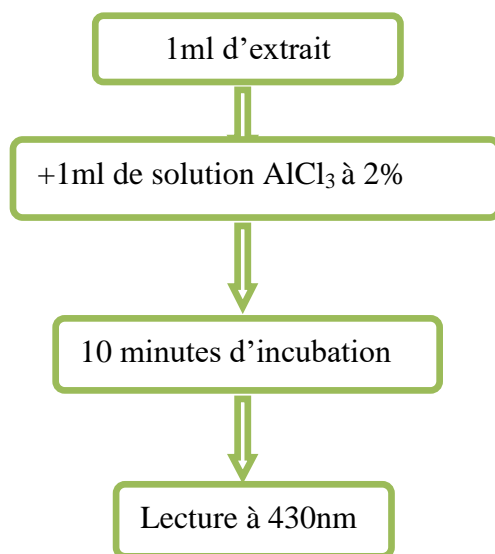 1ml d’extrait
+1ml de solution AlCl₃ à 2%
10 minutes d’incubation
Lecture à 430nm